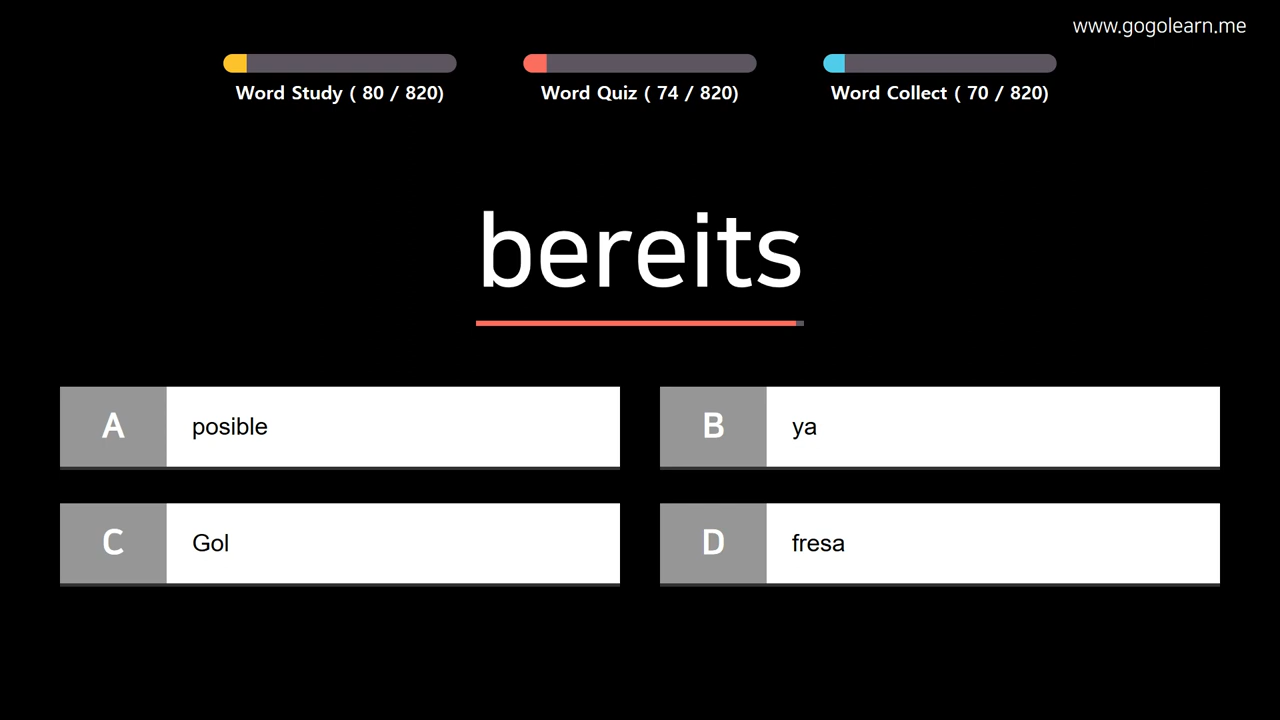 www.gogolearn.me
Word Study ( 80 / 820)
Word Quiz ( 74 / 820)
Word Collect ( 70 / 820)
bereits
A posible
B ya
C Gol
D fresa